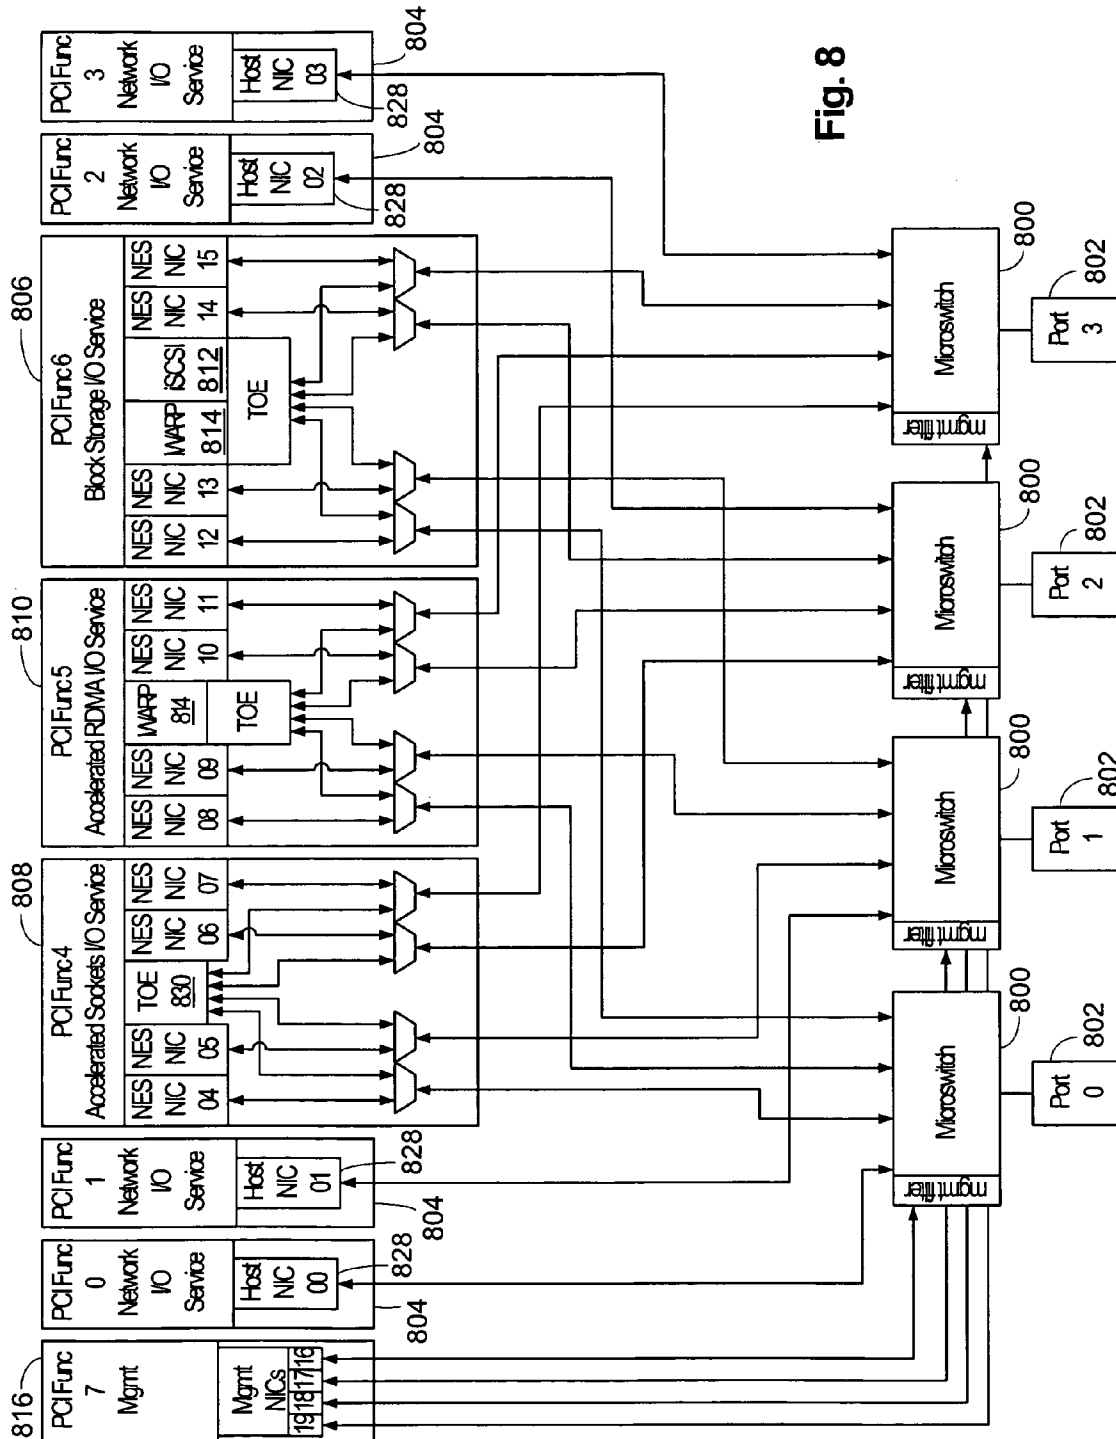 816
PCI Func
7
Mgmt
Mgmt
NICs
19 18 17 16
PCI Func
0
Network
I/O
Service
Host
NIC
00
828
804
PCI Func
1
Network
I/O
Service
Host
NIC
01
828
804
808
PCI Func 4
Accelerated Sockets I/O Service
NES
NIC
04
NES
NIC
05
TOE
830
NES
NIC
06
NES
NIC
07
810
PCI Func 5
Accelerated RDMA I/O Service
NES
NIC
08
NES
NIC
09
WARP
814
TOE
NES
NIC
10
NES
NIC
11
806
PCI Func 6
Block Storage I/O Service
NES
NIC
12
NES
NIC
13
WARP
814
iSCSI
812
TOE
NES
NIC
14
NES
NIC
15
PCI Func
2
Network
I/O
Service
Host
NIC
02
828
804
PCI Func
3
Network
I/O
Service
Host
NIC
03
828
804
mgmt filter
Microswitch
800
Port
0
802
mgmt filter
Microswitch
800
Port
1
802
mgmt filter
Microswitch
800
Port
2
802
mgmt filter
Microswitch
800
Port
3
802
Fig. 8